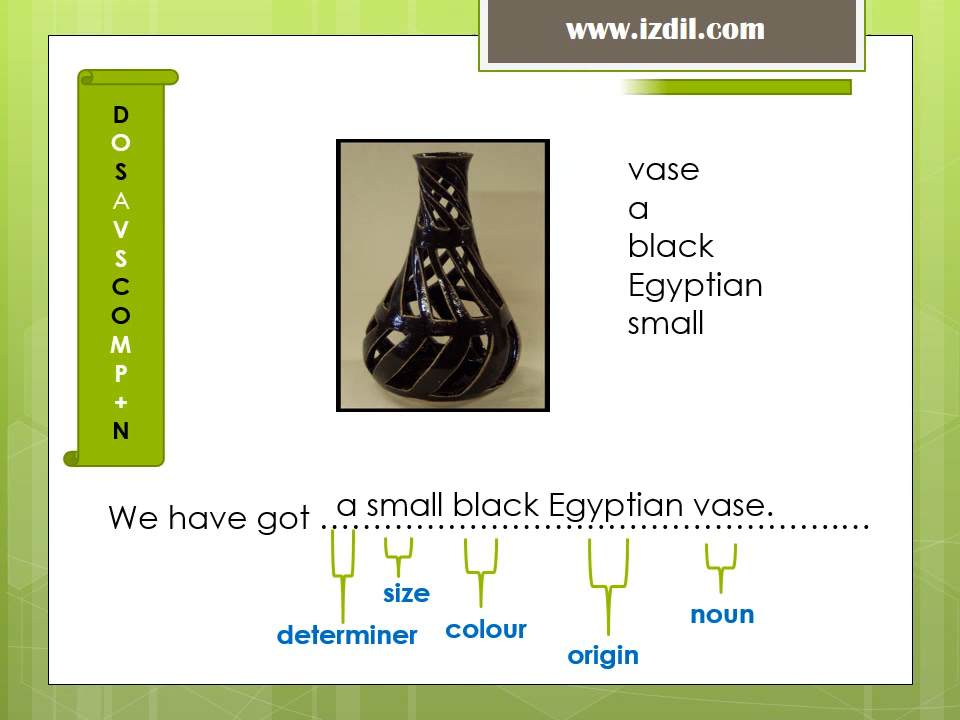 www.izdil.com
D
O
S
A
V
S
C
O
M
P
+
N
vase
a
black
Egyptian
small
We have got ……………………………………………
a small black Egyptian vase.
size
determiner
colour
origin
noun